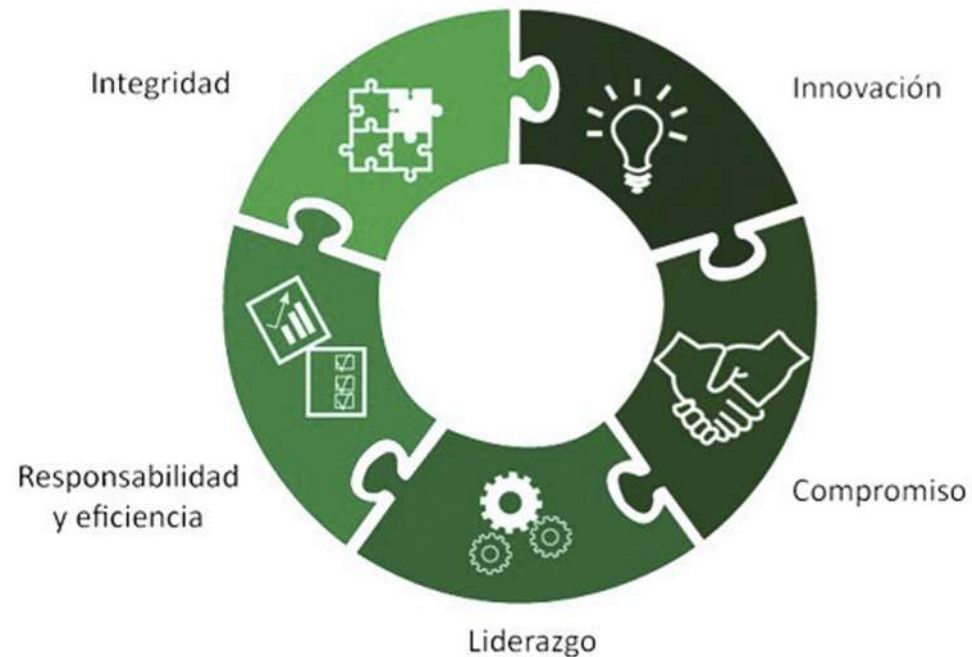 Integridad
Innovación
Responsabilidad
y eficiencia
Compromiso
Liderazgo